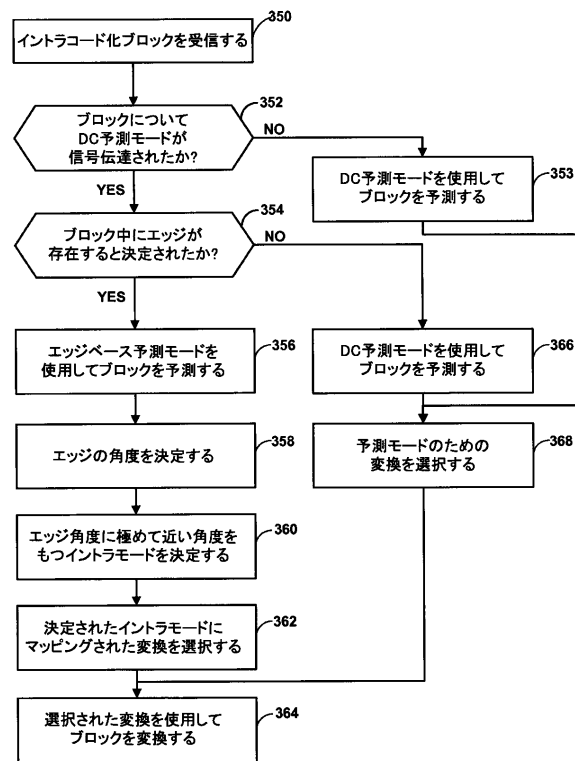 350
イントラコード化ブロックを受信する
352
ブロックについて
DC予測モードが
信号伝達されたか?
NO
YES
353
DC予測モードを使用して
ブロックを予測する
354
ブロック中にエッジが
存在すると決定されたか?
NO
YES
356
エッジベース予測モードを
使用してブロックを予測する
366
DC予測モードを使用して
ブロックを予測する
358
エッジの角度を決定する
368
予測モードのための
変換を選択する
360
エッジ角度に極めて近い角度を
もつイントラモードを決定する
362
決定されたイントラモードに
マッピングされた変換を選択する
364
選択された変換を使用して
ブロックを変換する